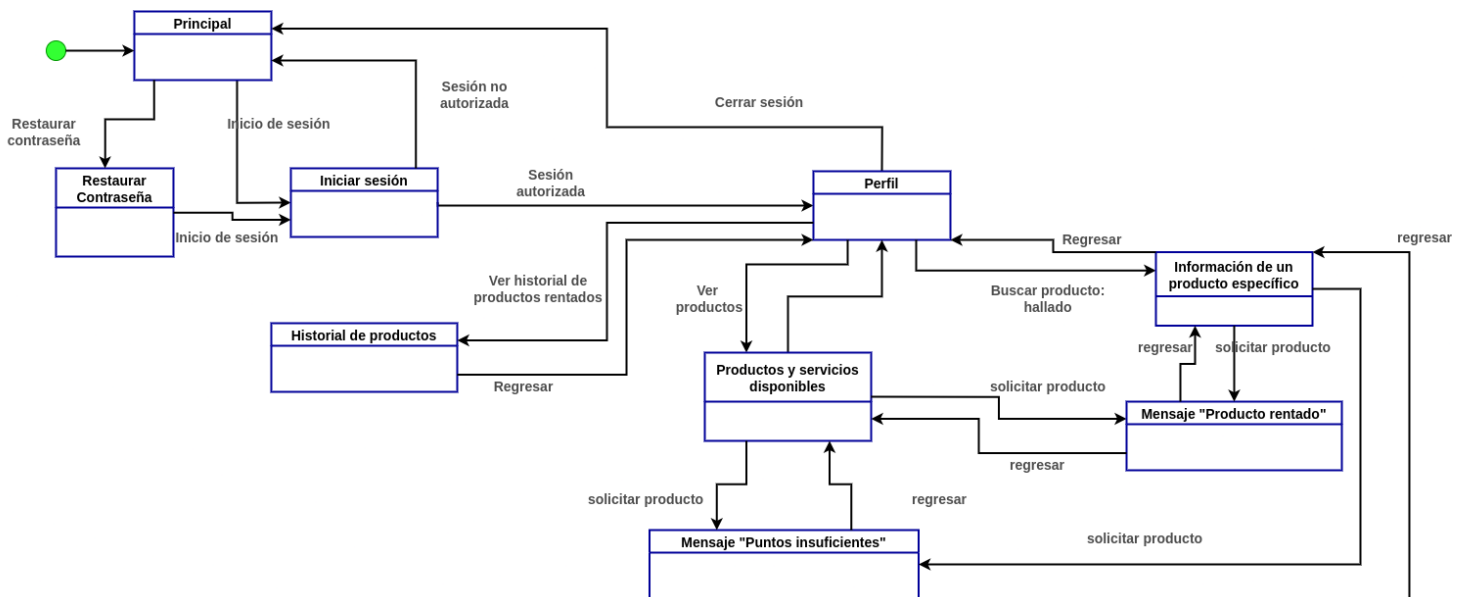 Principal
Sesión no
autorizada
Cerrar sesión
Restaurar
contraseña
Inicio de sesión
Restaurar
Contraseña
Iniciar sesión
Sesión
autorizada
Perfil
Inicio de sesión
Regresar
regresar
Ver historial de
productos rentados
Ver
productos
Buscar producto:
hallado
Información de un
producto específico
Historial de productos
regresar
solicitar producto
Regresar
Productos y servicios
disponibles
solicitar producto
Mensaje "Producto rentado"
regresar
solicitar producto
regresar
Mensaje "Puntos insuficientes"
solicitar producto